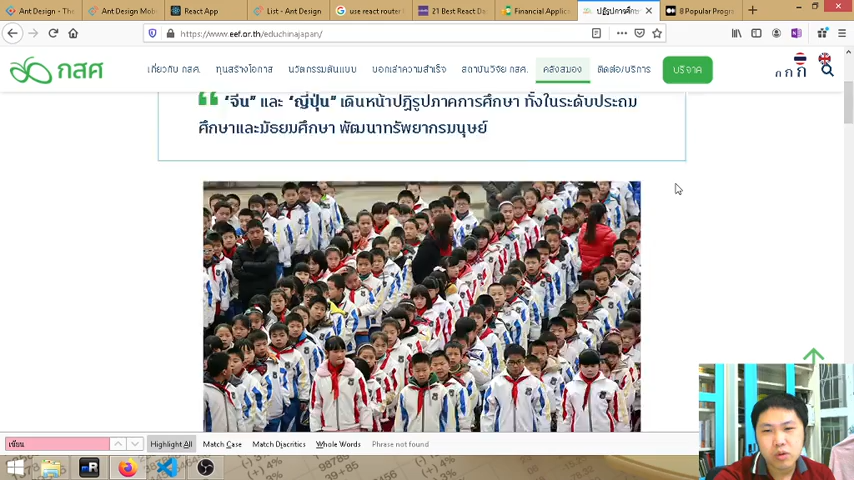 Ant Design - The
Ant Design Mob
React App
List - Ant Design
use react router
21 Best React De
Financial Applic
ปฏิรูปการศึก
8 Popular Progr
https://www.eef.or.th/educhinajapan/
กสศ
เกี่ยวกับ กสศ.
ทุนสร้างโอกาส
นวัตกรรมต้นแบบ
บอกเล่าความสำเร็จ
สถาบันวิจัย กสศ.
คลังสมอง
ติดต่อ/บริการ
บริจาค
ก ก ก
“จีน” และ “ญี่ปุ่น” เดินหน้าปฏิรูปภาคการศึกษา ทั้งในระดับประถม
ศึกษาและมัธยมศึกษา พัฒนาทรัพยากรมนุษย์
เขียน
Highlight All
Match Case
Match Diacritics
Whole Words
Phrase not found